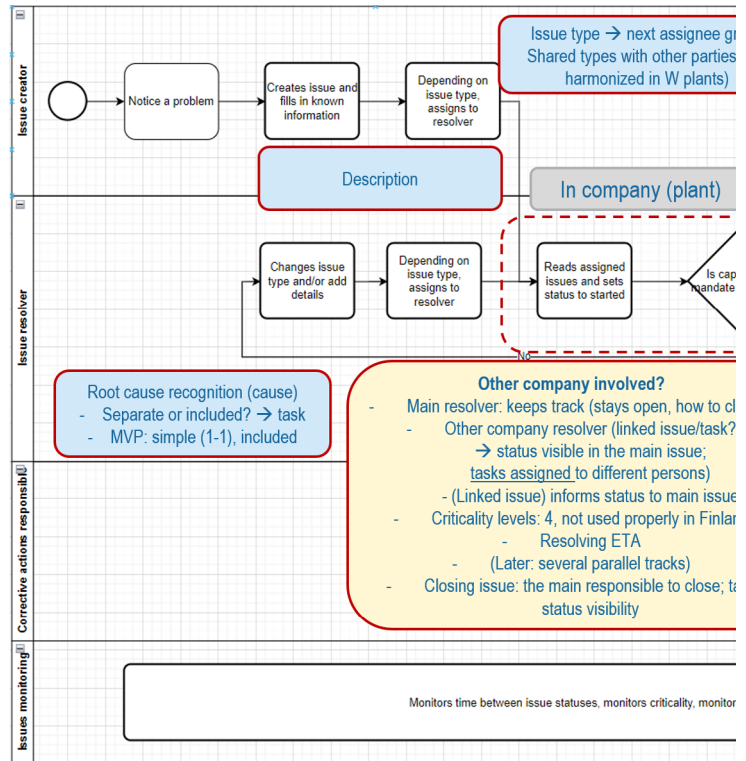 Issue creator
Notice a problem
Creates issue and
fills in known
information
Depending on
issue type,
assigns to
resolver
Issue type → next assignee
Shared types with other parties
harmonized in W plants)
Description
In company (plant)
Issue resolver
Changes issue
type and/or add
details
Depending on
issue type,
assigns to
resolver
Reads assigned
issues and sets
status to started
Is
mandate
No
Root cause recognition (cause)
- Separate or included? → task
- MVP: simple (1-1), included
Other company involved?
- Main resolver: keeps track (stays open, how to
- Other company resolver (linked issue/task?
→ status visible in the main issue;
tasks assigned to different persons)
- (Linked issue) informs status to main issue
- Criticality levels: 4, not used properly in
- Resolving ETA
- (Later: several parallel tracks)
- Closing issue: the main responsible to close;
status visibility
Corrective actions responsible
Issues monitoring
Monitors time between issue statuses, monitors criticality,